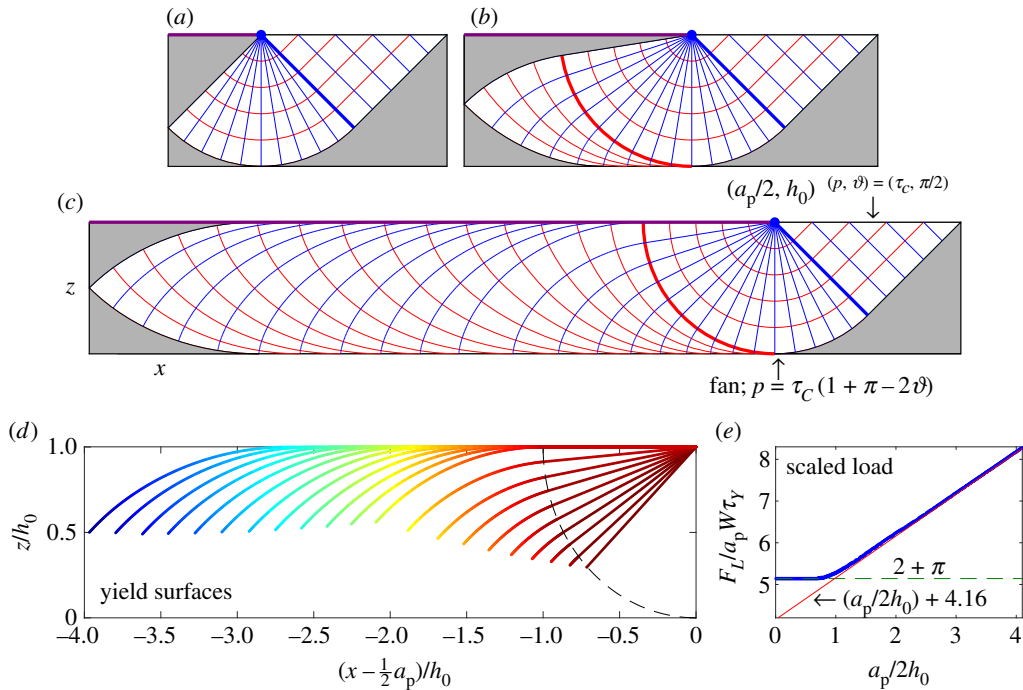 (a)
(b)
(c)
(a_p/2, h_0)
(p, ϑ) = (τ_C, π/2)
z
x
fan; p = τ_C (1 + π – 2ϑ)
(d)
1.0
0.5
0
z/h_0
yield surfaces
–4.0 –3.5 –3.0 –2.5 –2.0 –1.5 –1.0 –0.5 0
(x – ½a_p)/h_0
(e)
8
7
6
5
F_L/a_pWτ_Y
scaled load
2 + π
← (a_p/2h_0) + 4.16
0 1 2 3 4
a_p/2h_0